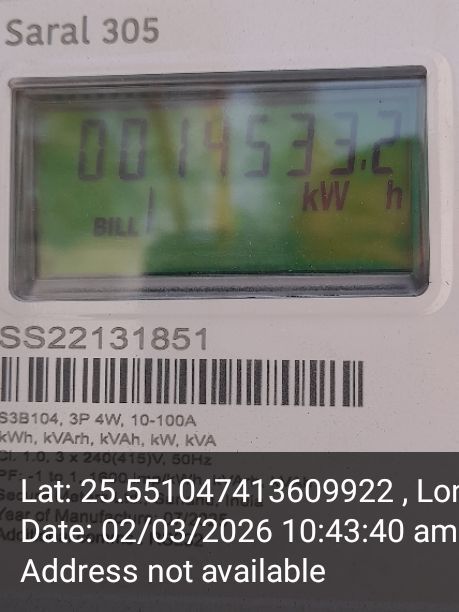 Saral 305
0014533.2
kW h
BILL 1
SS22131851
S3B104, 3P 4W, 10-100A
kWh, kVArh, kVAh, kW, kVA
Cl. 1.0, 3 x 240(415)V, 50Hz
Lat: 25.551047413609922 , Lon
Date: 02/03/2026 10:43:40 am
Address not available